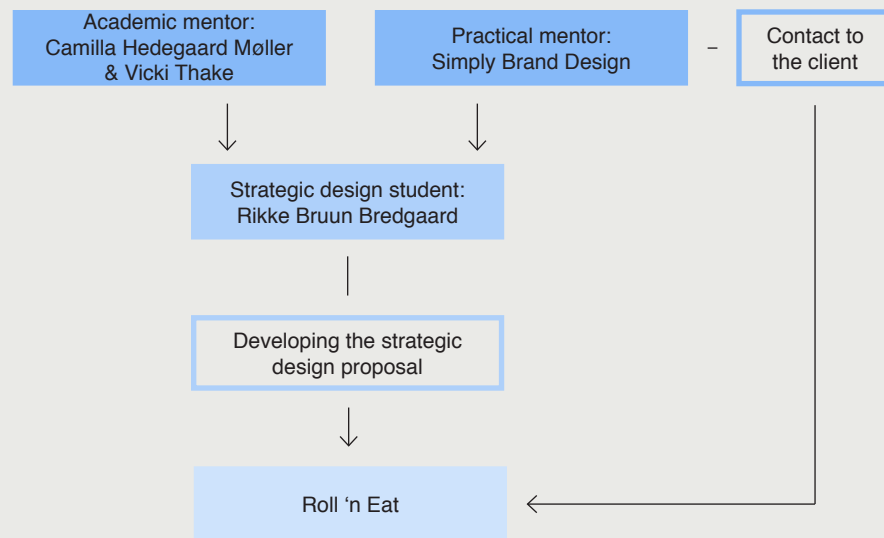 Academic mentor:
Camilla Hedegaard Møller
& Vicki Thake
Practical mentor:
Simply Brand Design
–
Contact to
the client
Strategic design student:
Rikke Bruun Bredgaard
Developing the strategic
design proposal
Roll ‘n Eat